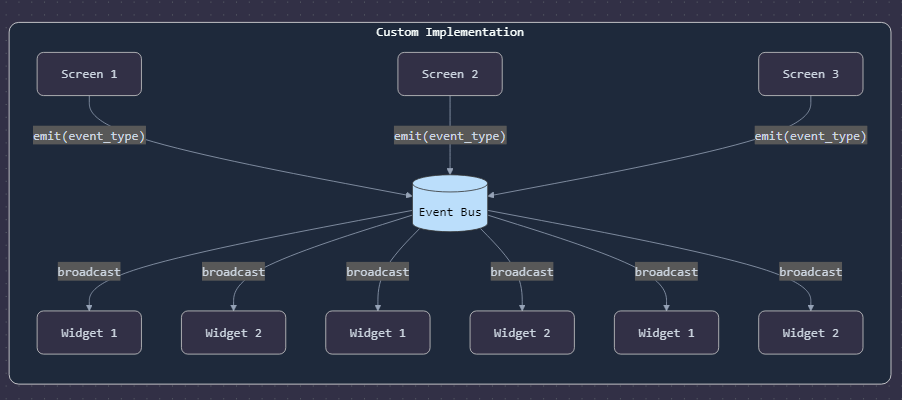 Custom Implementation
Screen 1
Screen 2
Screen 3
emit(event_type)
emit(event_type)
emit(event_type)
Event Bus
broadcast
broadcast
broadcast
broadcast
broadcast
broadcast
Widget 1
Widget 2
Widget 1
Widget 2
Widget 1
Widget 2